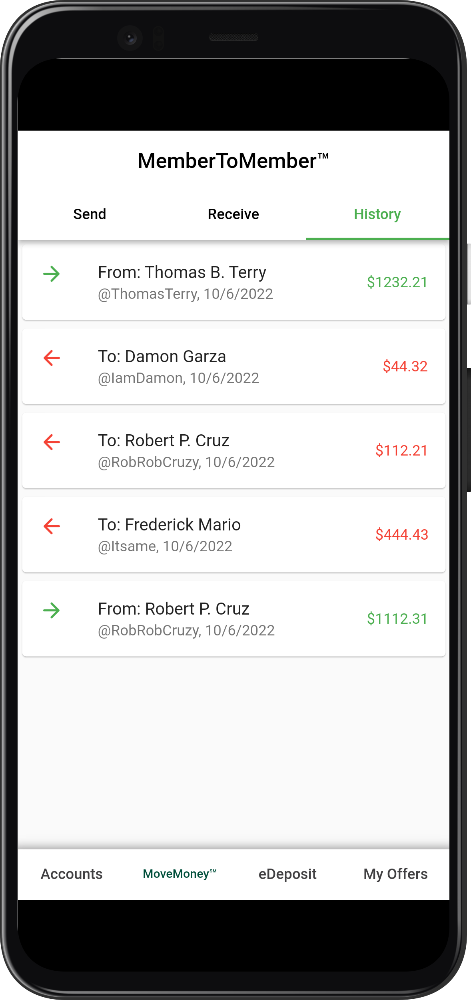 MemberToMember™
Send Receive History
From: Thomas B. Terry
@ThomasTerry, 10/6/2022
$1232.21
To: Damon Garza
@IamDamon, 10/6/2022
$44.32
To: Robert P. Cruz
@RobRobCruzy, 10/6/2022
$112.21
To: Frederick Mario
@Itsame, 10/6/2022
$444.43
From: Robert P. Cruz
@RobRobCruzy, 10/6/2022
$1112.31
Accounts MoveMoney℠ eDeposit My Offers